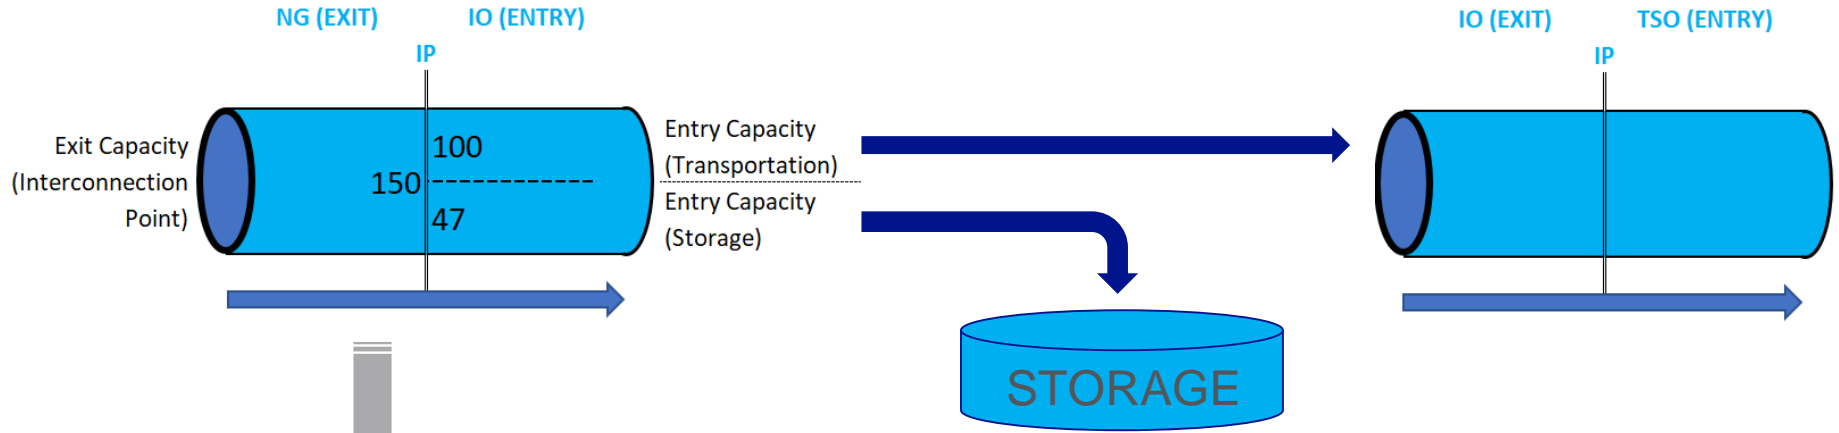 NG (EXIT)
IO (ENTRY)
IP
Exit Capacity
(Interconnection
Point)
150
100
47
Entry Capacity
(Transportation)
Entry Capacity
(Storage)
STORAGE
IO (EXIT)
TSO (ENTRY)
IP